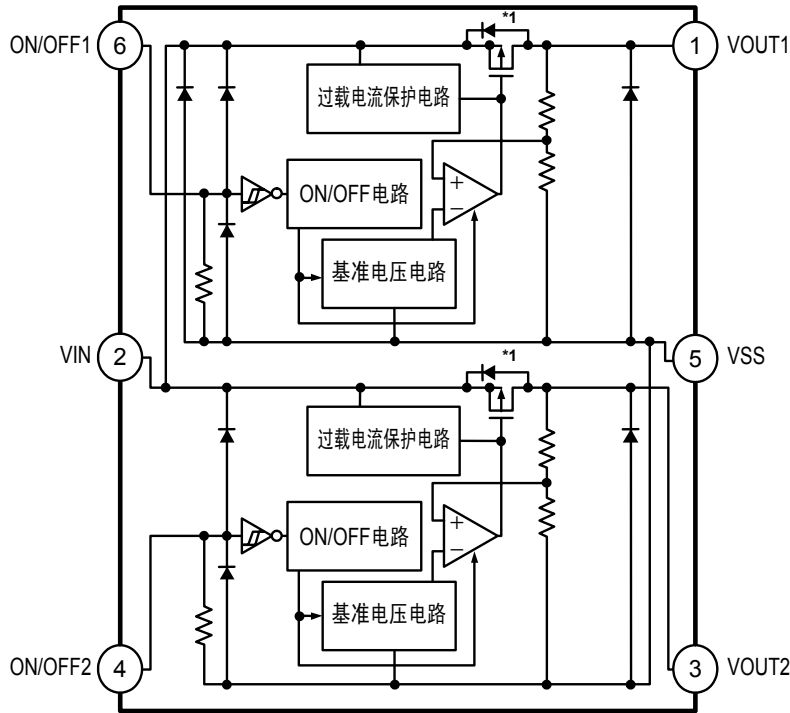 *1
ON/OFF1
6
1
VOUT1
过载电流保护电路
+
ON/OFF电路
−
基准电压电路
VIN
2
*1
5
VSS
过载电流保护电路
+
ON/OFF电路
−
基准电压电路
ON/OFF2
4
3
VOUT2